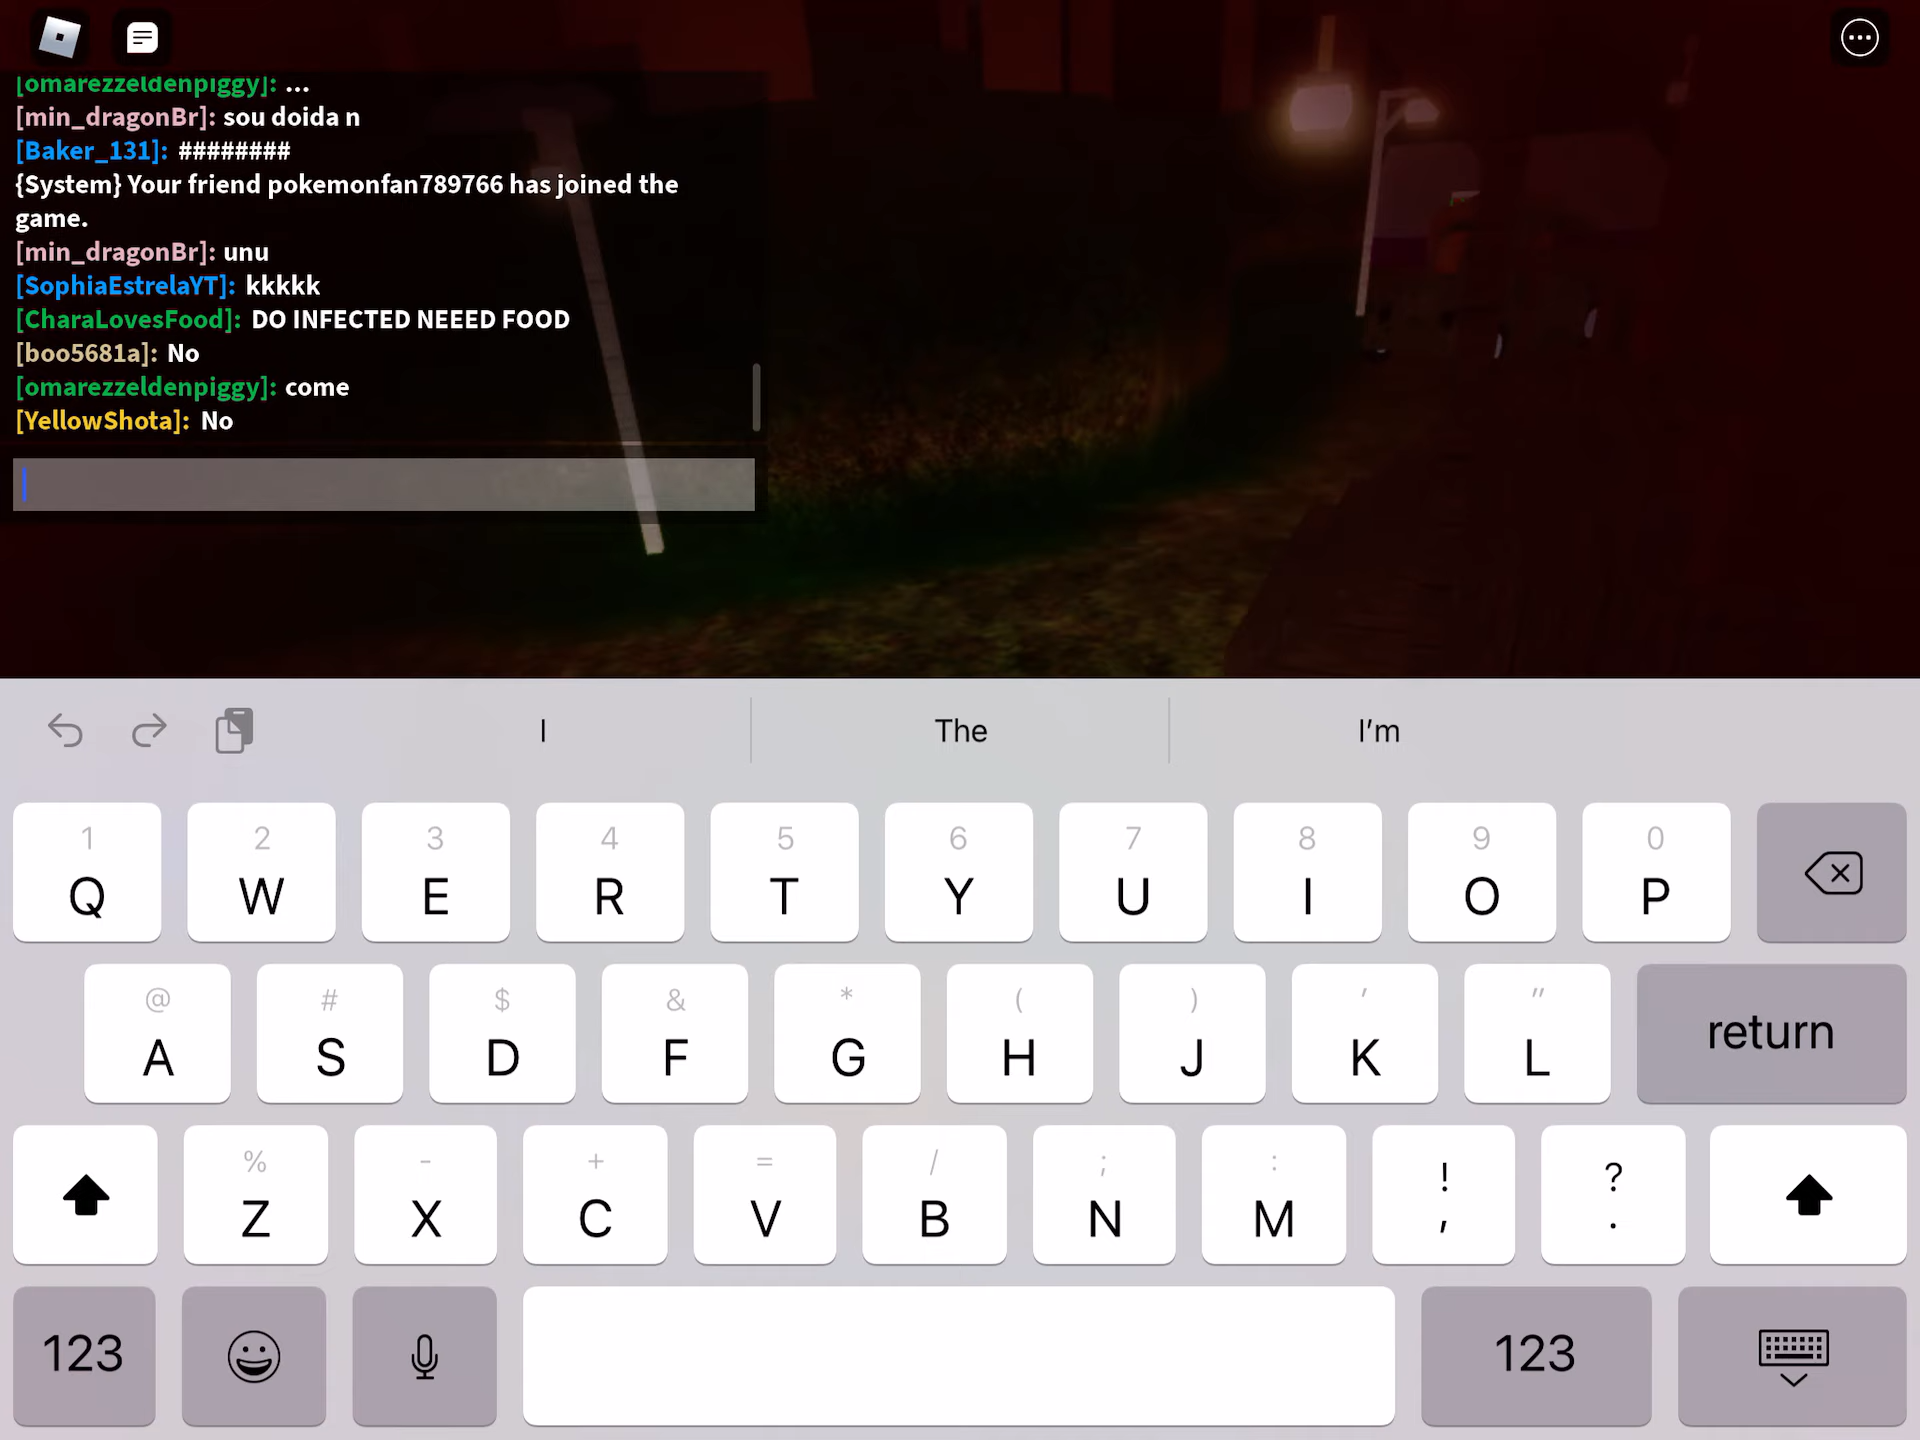 [omarezzeldenpiggy]: ...
[min_dragonBr]: sou doida n
[Baker_131]: ########
{System} Your friend pokemonfan789766 has joined the
game.
[min_dragonBr]: unu
[SophiaEstrelaYT]: kkkkk
[CharaLovesFood]: DO INFECTED NEEED FOOD
[boo5681a]: No
[omarezzeldenpiggy]: come
[YellowShota]: No
I The I'm
1 2 3 4 5 6 7 8 9 0
Q W E R T Y U I O P
@ # $ & * ( ) ' "
A S D F G H J K L return
% - + = / ; : ! ?
Z X C V B N M , .
123 123